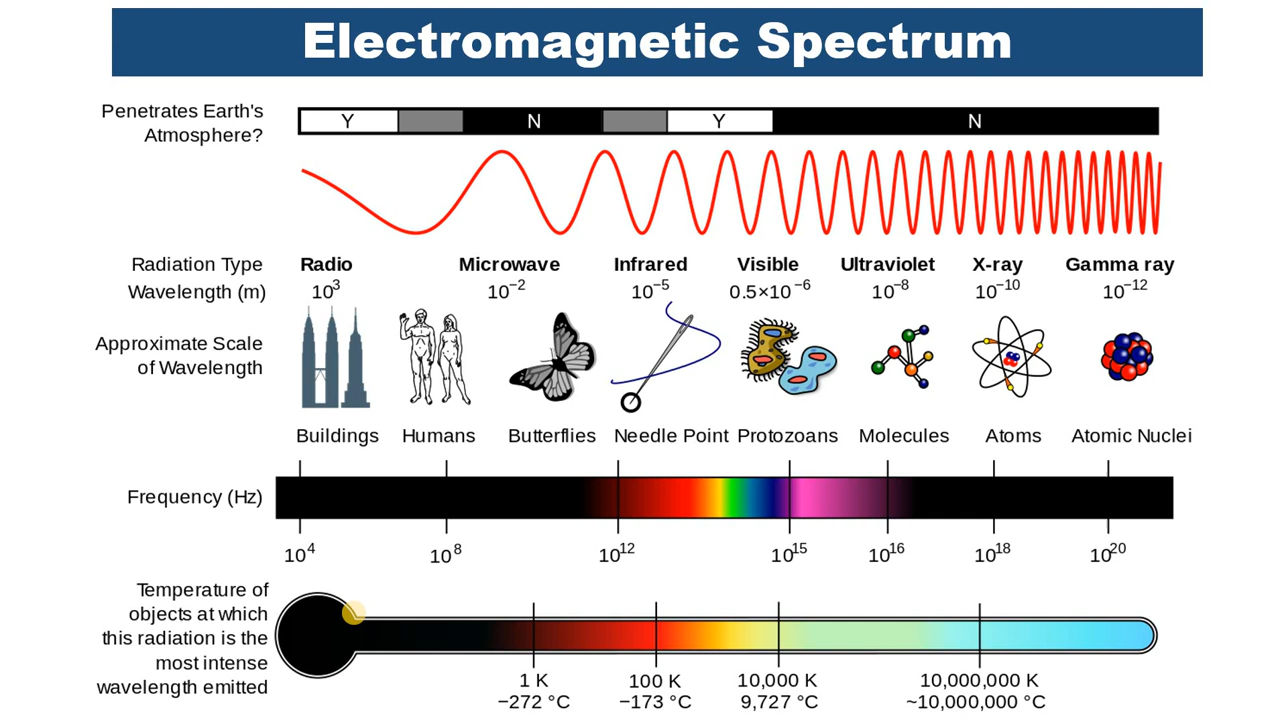 Electromagnetic Spectrum
Penetrates Earth's
Atmosphere?
Y N Y N
Radiation Type Radio Microwave Infrared Visible Ultraviolet X-ray Gamma ray
Wavelength (m) 10³ 10⁻² 10⁻⁵ 0.5×10⁻⁶ 10⁻⁸ 10⁻¹⁰ 10⁻¹²
Approximate Scale
of Wavelength
Buildings Humans Butterflies Needle Point Protozoans Molecules Atoms Atomic Nuclei
Frequency (Hz)
10⁴ 10⁸ 10¹² 10¹⁵ 10¹⁶ 10¹⁸ 10²⁰
Temperature of
objects at which
this radiation is the
most intense
wavelength emitted
1 K 100 K 10,000 K 10,000,000 K
−272 °C −173 °C 9,727 °C ~10,000,000 °C